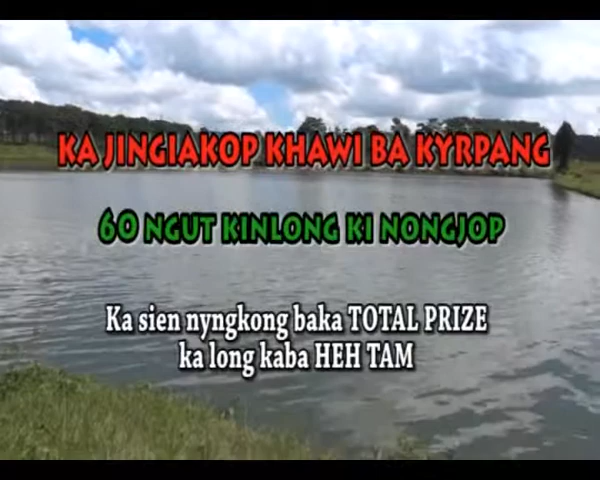 KA JINGIAKOP KHAWI BA KYRPANG
60 NGUT KINLONG KI NONGJOP
Ka sien nyngkong baka TOTAL PRIZE
ka long kaba HEH TAM